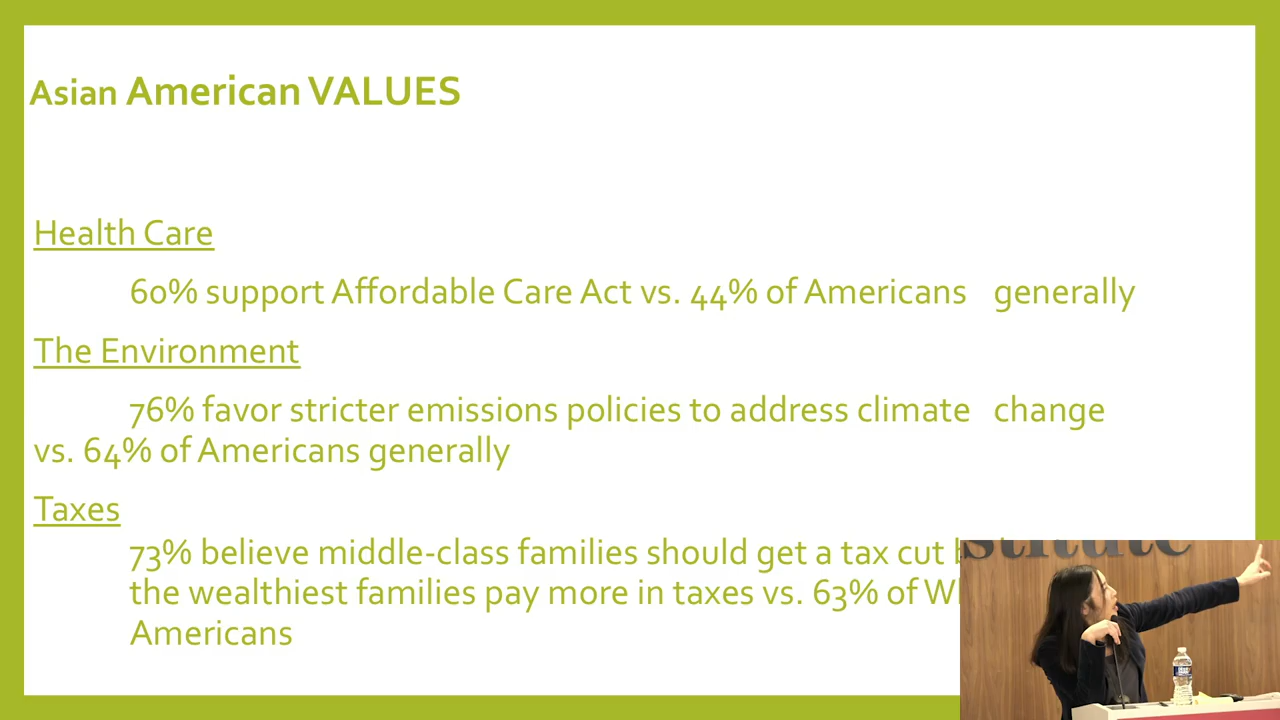 Asian American VALUES
Health Care
60% support Affordable Care Act vs. 44% of Americans generally
The Environment
76% favor stricter emissions policies to address climate change
vs. 64% of Americans generally
Taxes
73% believe middle-class families should get a tax cut
the wealthiest families pay more in taxes vs. 63% of
Americans